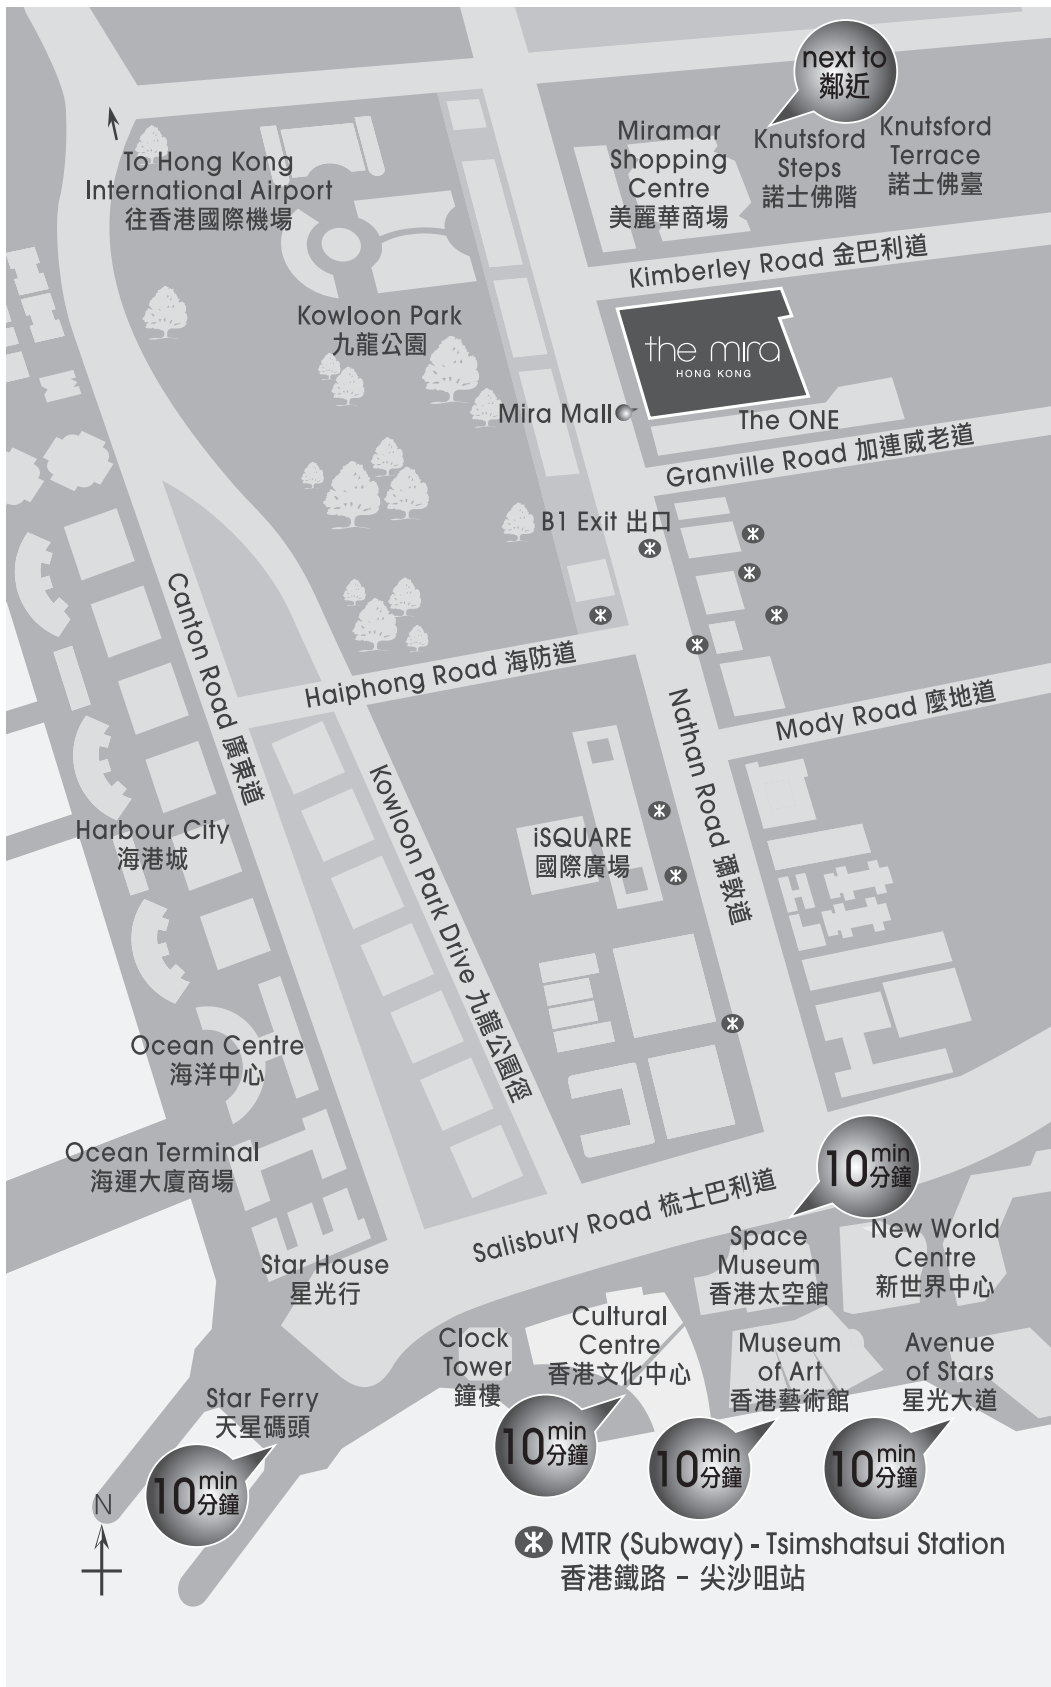 next to
鄰近
Miramar
Shopping
Centre
美麗華商場
Knutsford
Steps
諾士佛階
Knutsford
Terrace
諾士佛臺
To Hong Kong
International Airport
往香港國際機場
Kimberley Road 金巴利道
Kowloon Park
九龍公園
the mira
HONG KONG
Mira Mall
The ONE
Granville Road 加連威老道
B1 Exit 出口
Canton Road 廣東道
Haiphong Road 海防道
Nathan Road 彌敦道
Mody Road 麼地道
Kowloon Park Drive 九龍公園徑
Harbour City
海港城
iSQUARE
國際廣場
Ocean Centre
海洋中心
Ocean Terminal
海運大廈商場
10 min
分鐘
Salisbury Road 梳士巴利道
Star House
星光行
Space
Museum
香港太空館
New World
Centre
新世界中心
Clock
Tower
鐘樓
Cultural
Centre
香港文化中心
Museum
of Art
香港藝術館
Avenue
of Stars
星光大道
Star Ferry
天星碼頭
10 min
分鐘
10 min
分鐘
10 min
分鐘
10 min
分鐘
N
MTR (Subway) - Tsimshatsui Station
香港鐵路 - 尖沙咀站